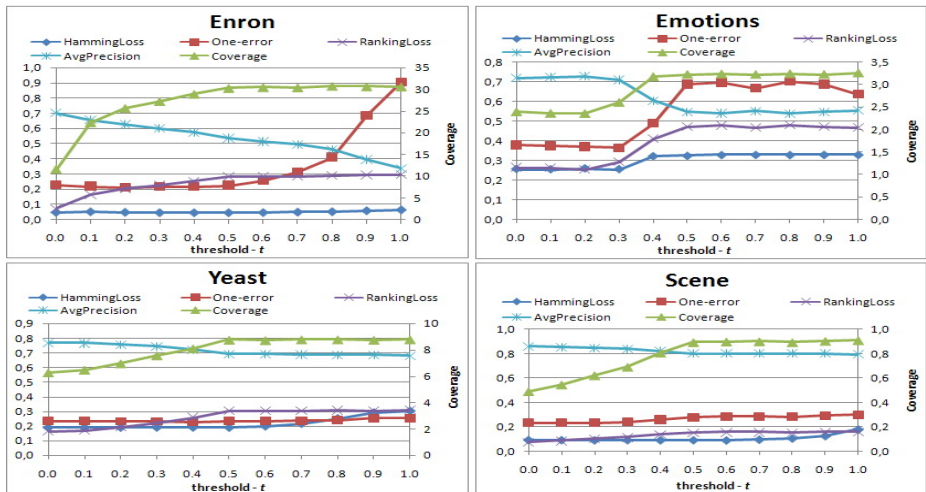 Enron
HammingLoss One-error RankingLoss
AvgPrecision Coverage
1,0 35
0,9 30
0,8
0,7 25
0,6 20
0,5
0,4 15
0,3 10
0,2
0,1 5
0,0 0
Coverage
0.0 0.1 0.2 0.3 0.4 0.5 0.6 0.7 0.8 0.9 1.0
threshold - t
Emotions
HammingLoss One-error RankingLoss
AvgPrecision Coverage
0,8 3,5
0,7 3,0
0,6 2,5
0,5 2,0
0,4
0,3 1,5
0,2 1,0
0,1 0,5
0,0 0,0
Coverage
0.0 0.1 0.2 0.3 0.4 0.5 0.6 0.7 0.8 0.9 1.0
threshold - t
Yeast
HammingLoss One-error RankingLoss
AvgPrecision Coverage
0,9 10
0,8
0,7 8
0,6
0,5 6
0,4 4
0,3
0,2 2
0,1
0,0 0
Coverage
0.0 0.1 0.2 0.3 0.4 0.5 0.6 0.7 0.8 0.9 1.0
threshold - t
Scene
HammingLoss One-error RankingLoss
AvgPrecision Coverage
1,0 1,0
0,8 0,8
0,6 0,6
0,4 0,4
0,2 0,2
0,0 0,0
Coverage
0.0 0.1 0.2 0.3 0.4 0.5 0.6 0.7 0.8 0.9 1.0
threshold - t